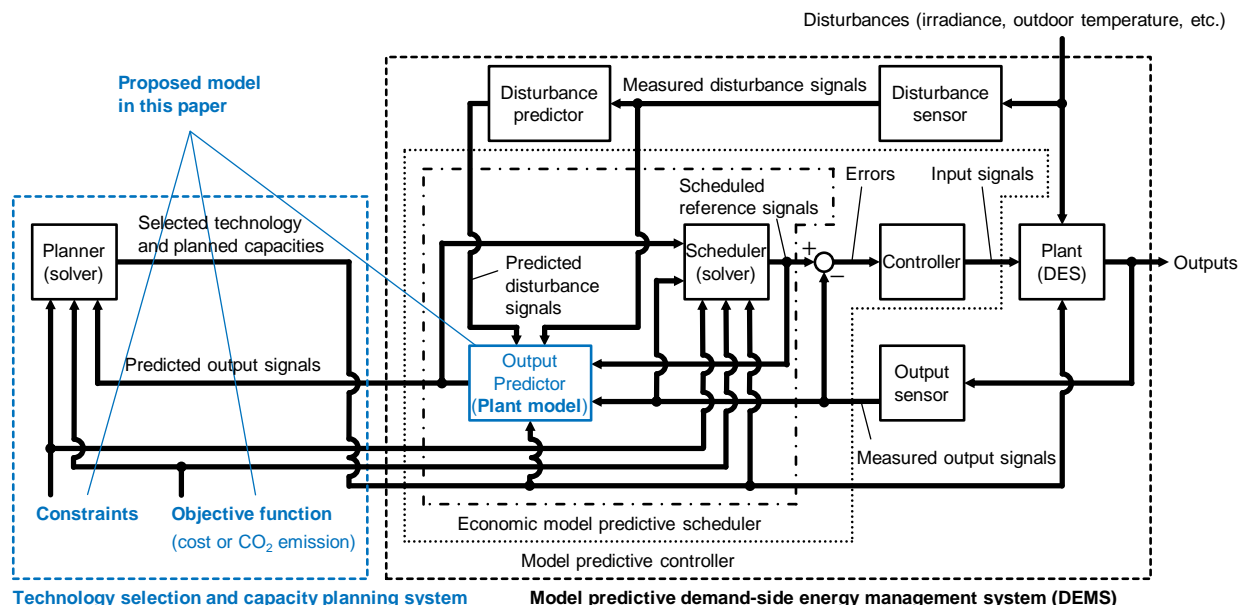 Disturbances (irradiance, outdoor temperature, etc.)
Proposed model
in this paper
Disturbance
predictor
Measured disturbance signals
Disturbance
sensor
Selected technology
and planned capacities
Planner
(solver)
Scheduled
reference signals
Errors
Input signals
Predicted
disturbance
signals
Scheduler
(solver)
+
−
Controller
Plant
(DES)
Outputs
Predicted output signals
Output
Predictor
(Plant model)
Output
sensor
Measured output signals
Constraints
Objective function
(cost or CO₂ emission)
Economic model predictive scheduler
Model predictive controller
Technology selection and capacity planning system
Model predictive demand-side energy management system (DEMS)